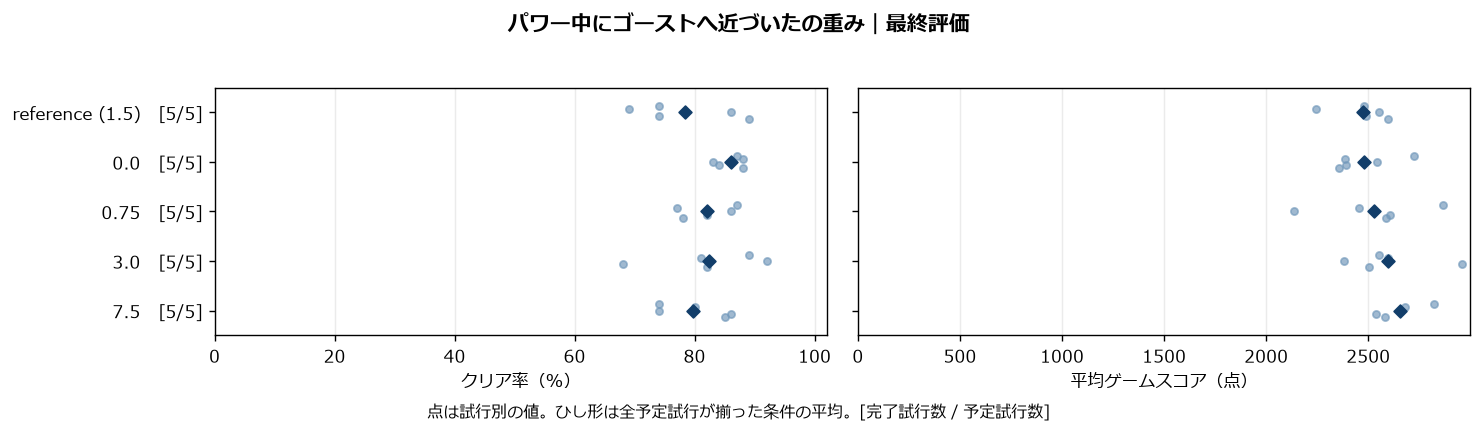 パワー中にゴーストへ近づいたの重み｜最終評価
reference (1.5) [5/5]
0.0 [5/5]
0.75 [5/5]
3.0 [5/5]
7.5 [5/5]
0 20 40 60 80 100
クリア率（%）
0 500 1000 1500 2000 2500
平均ゲームスコア（点）
点は試行別の値。ひし形は全予定試行が揃った条件の平均。[完了試行数 / 予定試行数]